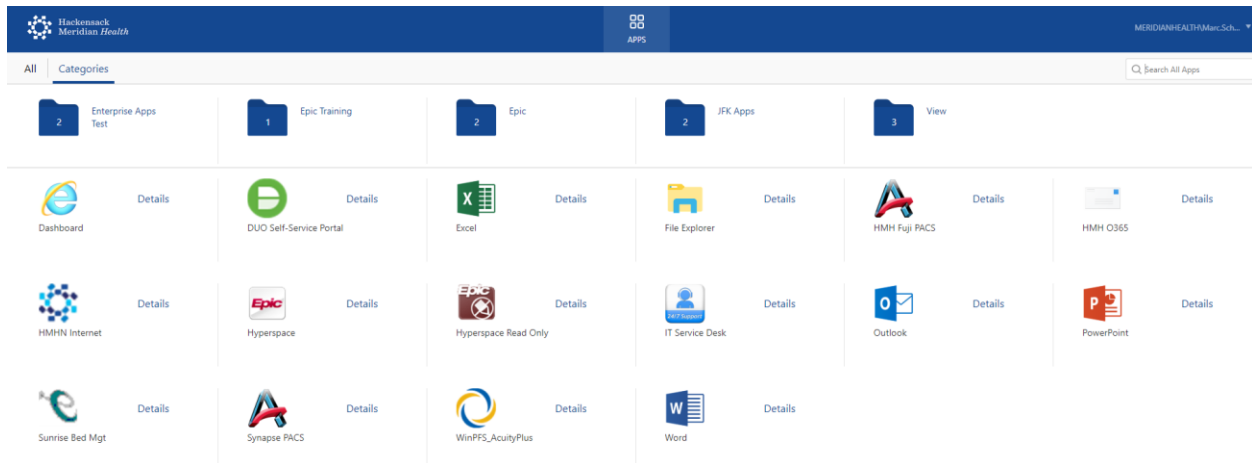 Hackensack
Meridian Health
APPS
MERIDIANHEALTH\Marc.Sch...
All
Categories
Search All Apps
2
Enterprise Apps
Test
1
Epic Training
2
Epic
2
JFK Apps
3
View
Details
Dashboard
Details
DUO Self-Service Portal
Details
Excel
Details
File Explorer
Details
HMH Fuji PACS
Details
HMH O365
Details
HMHN Internet
Epic
Details
Hyperspace
Epic
Details
Hyperspace Read Only
24x7 Support
Details
IT Service Desk
Details
Outlook
Details
PowerPoint
Details
Sunrise Bed Mgt
Details
Synapse PACS
Details
WinPFS_AcuityPlus
Details
Word